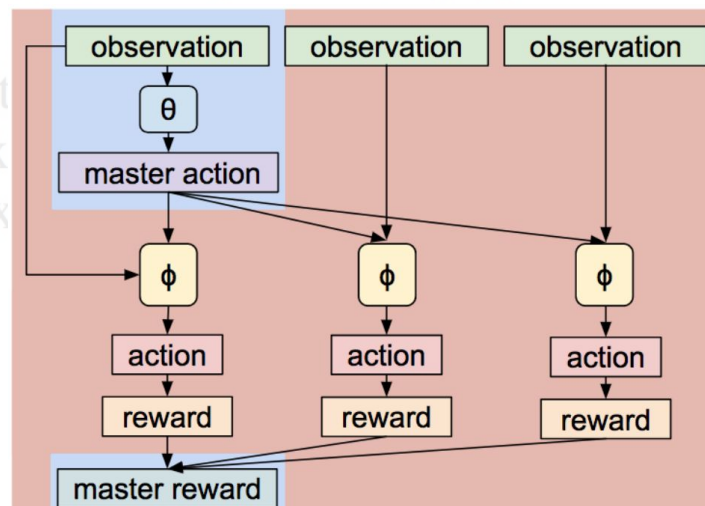 observation observation observation
θ
master action
ϕ ϕ ϕ
action action action
reward reward reward
master reward